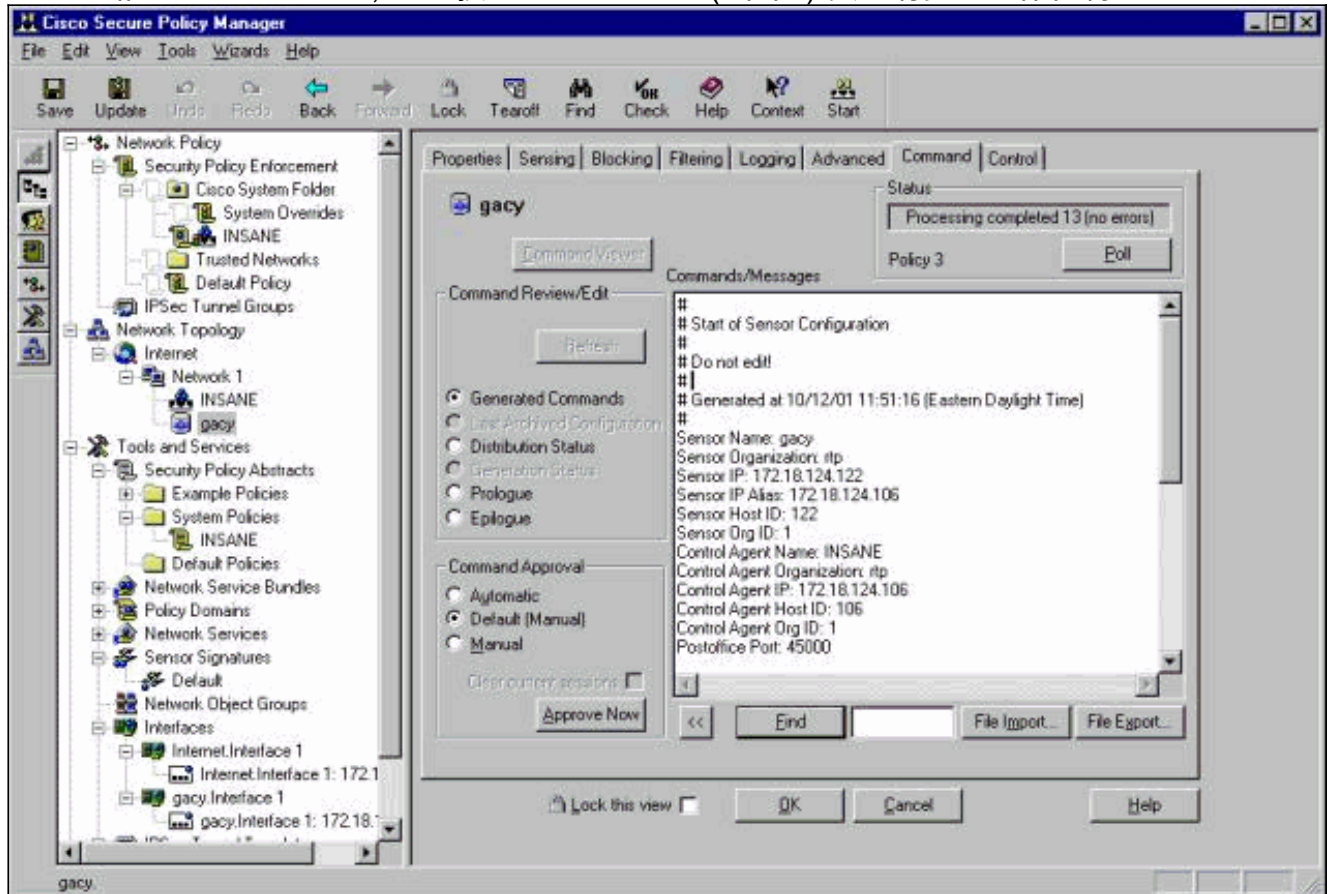 Cisco Secure Policy Manager
File Edit View Tools Wizards Help
Save Update Undo Redo Back Forward Lock Tearoff Find Check Help Context Start
Network Policy
Security Policy Enforcement
Cisco System Folder
System Overrides
INSANE
Trusted Networks
Default Policy
IPSec Tunnel Groups
Network Topology
Internet
Network 1
INSANE
gacy
Tools and Services
Security Policy Abstracts
Example Policies
System Policies
INSANE
Default Policies
Network Service Bundles
Policy Domains
Network Services
Sensor Signatures
Default
Network Object Groups
Interfaces
Internet.Interface 1
Internet.Interface 1: 172.1
gacy.Interface 1
gacy.Interface 1: 172.18.
Properties Sensing Blocking Filtering Logging Advanced Command Control
gacy
Command Viewer
Status
Processing completed 13 (no errors)
Policy 3
Poll
Command Review/Edit
Refresh
Generated Commands
Last Archived Configuration
Distribution Status
Generation Status
Prologue
Epilogue
Command Approval
Automatic
Default (Manual)
Manual
Clear current sessions
Approve Now
Commands/Messages
#
# Start of Sensor Configuration
#
# Do not edit!
#
# Generated at 10/12/01 11:51:16 (Eastern Daylight Time)
#
Sensor Name: gacy
Sensor Organization: rtp
Sensor IP: 172.18.124.122
Sensor IP Alias: 172.18.124.106
Sensor Host ID: 122
Sensor Org ID: 1
Control Agent Name: INSANE
Control Agent Organization: rtp
Control Agent IP: 172.18.124.106
Control Agent Host ID: 106
Control Agent Org ID: 1
Postoffice Port: 45000
<< Find File Import... File Export...
Lock this view OK Cancel Help
gacy.